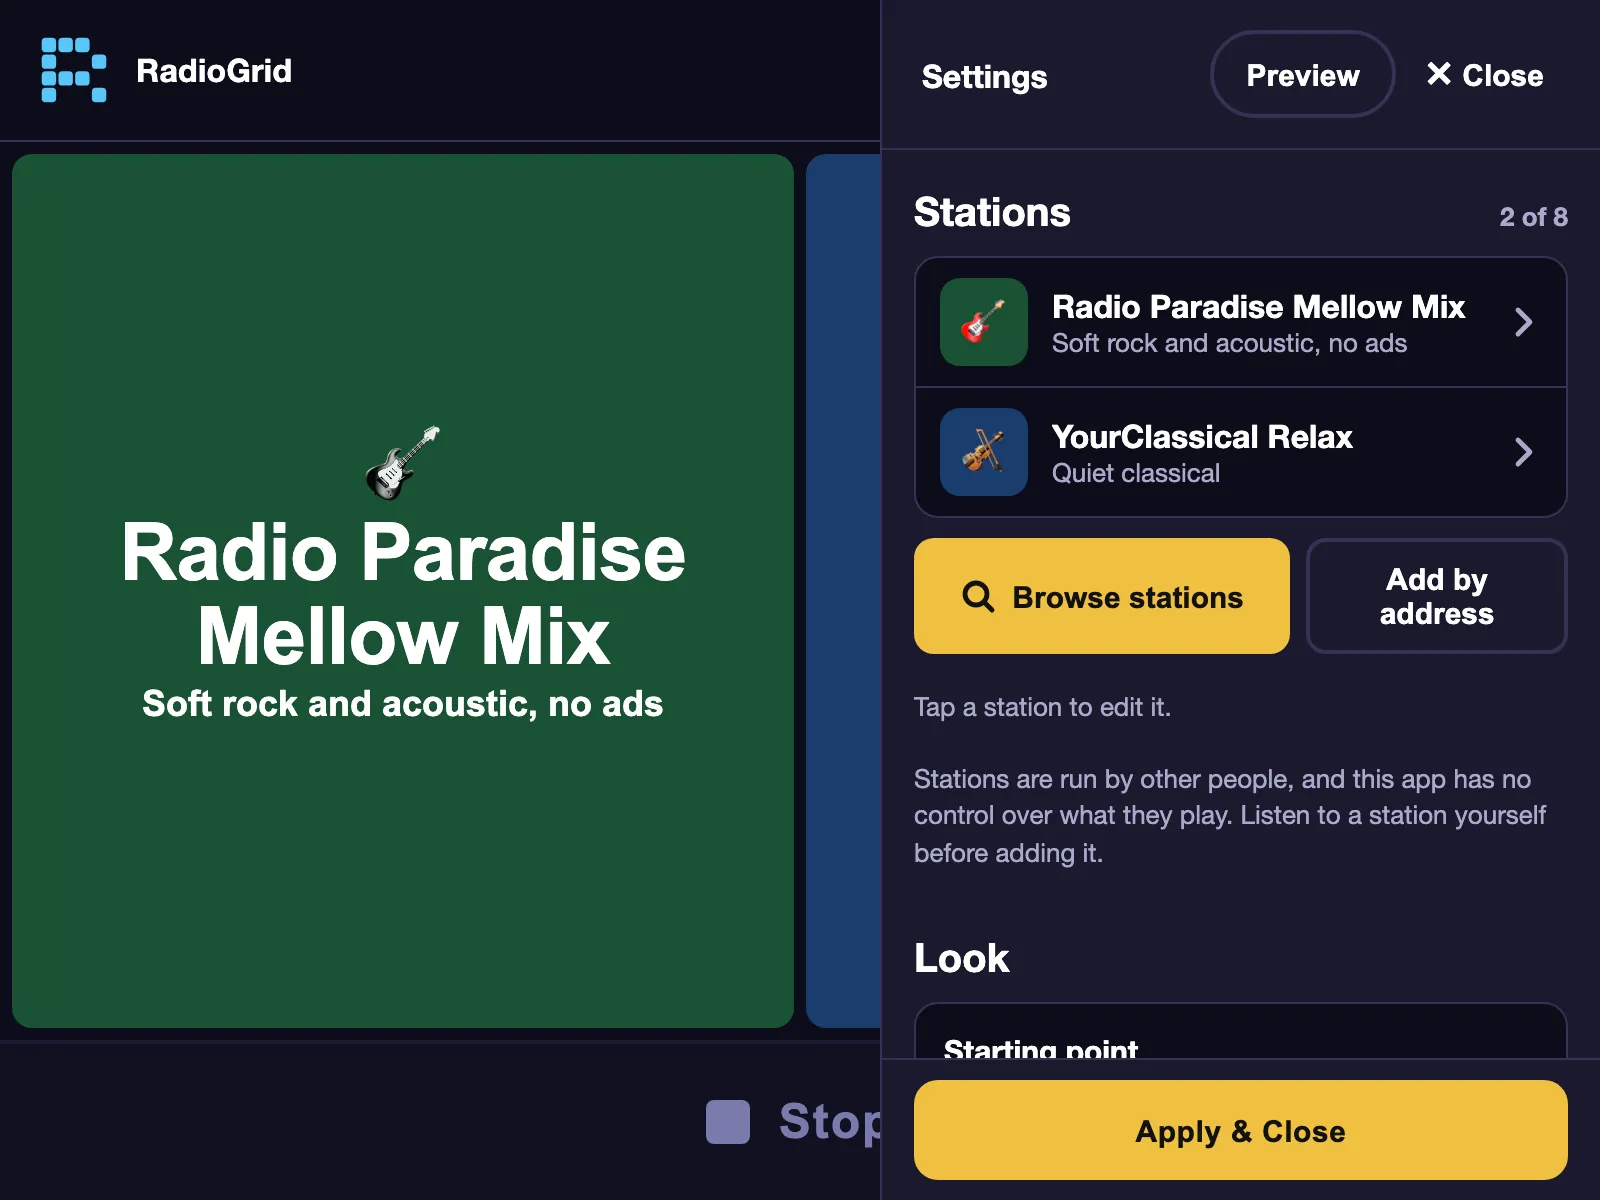 RadioGrid
Radio Paradise
Mellow Mix
Soft rock and acoustic, no ads
Stop
Settings
Preview
✕ Close
Stations
2 of 8
Radio Paradise Mellow Mix
Soft rock and acoustic, no ads
YourClassical Relax
Quiet classical
Browse stations
Add by
address
Tap a station to edit it.
Stations are run by other people, and this app has no
control over what they play. Listen to a station yourself
before adding it.
Look
Starting point
Apply & Close